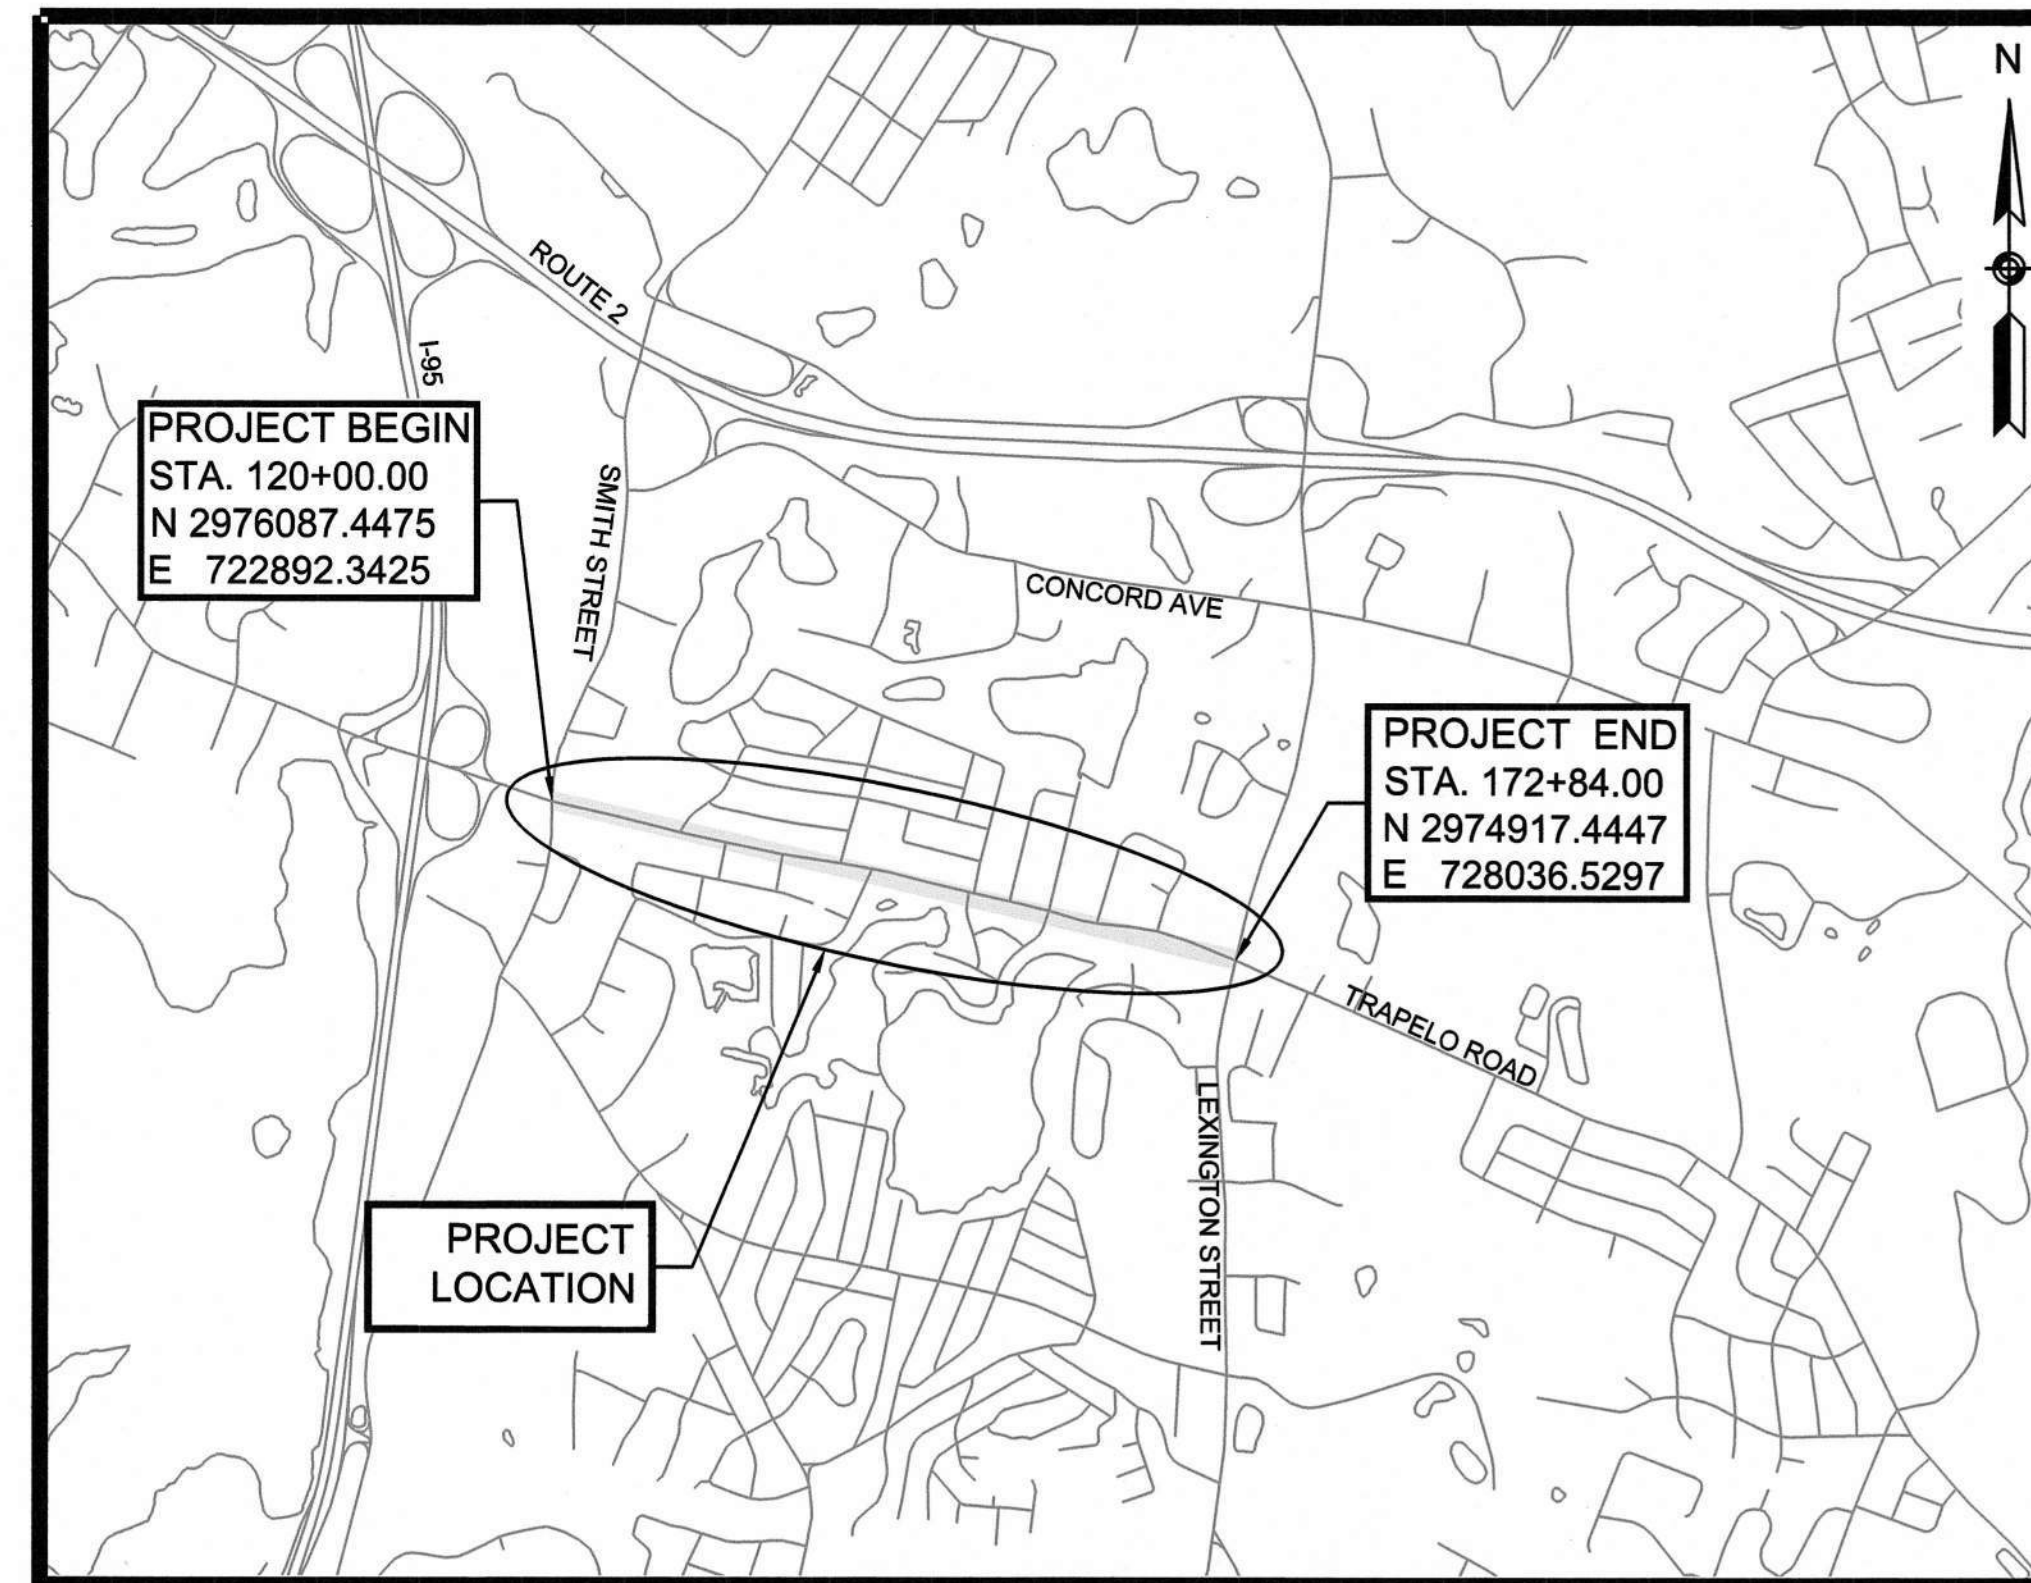 N
ROUTE 2
I-95
PROJECT BEGIN
STA. 120+00.00
N 2976087.4475
E 722892.3425
SMITH STREET
CONCORD AVE
PROJECT END
STA. 172+84.00
N 2974917.4447
E 728036.5297
TRAPELO ROAD
LEXINGTON STREET
PROJECT
LOCATION